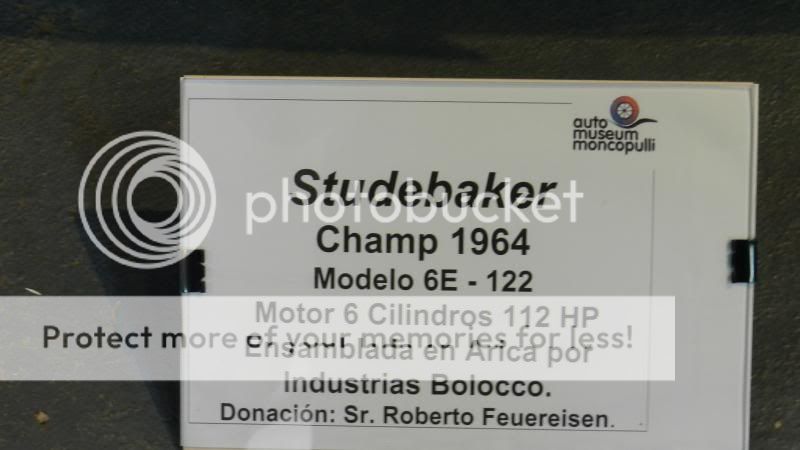 auto
museum
moncopulli
Studebaker
photobucket
Champ 1964
Modelo 6E - 122
Motor 6 Cilindros 112 HP
Protect more of your memories for less!
Ensamblada en Arica por
Industrias Bolocco.
Donación: Sr. Roberto Feuereisen.